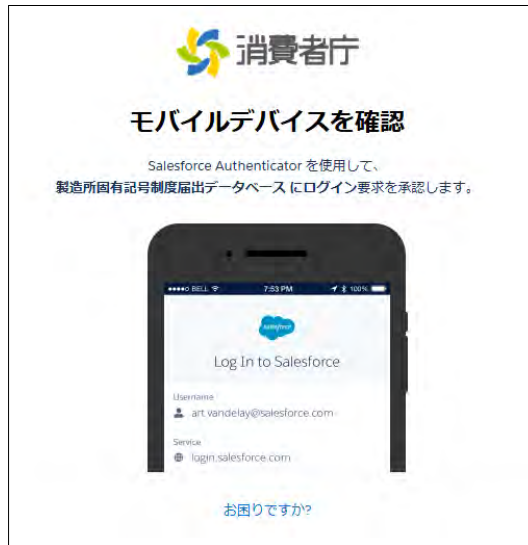 消費者庁
モバイルデバイスを確認
Salesforce Authenticator を使用して、
製造所固有記号制度届出データベース にログイン要求を承認します。
●●●●○ BELL 7:53 PM 100%
salesforce
Log In to Salesforce
Username
art.vandelay@salesforce.com
Service
login.salesforce.com
お困りですか?